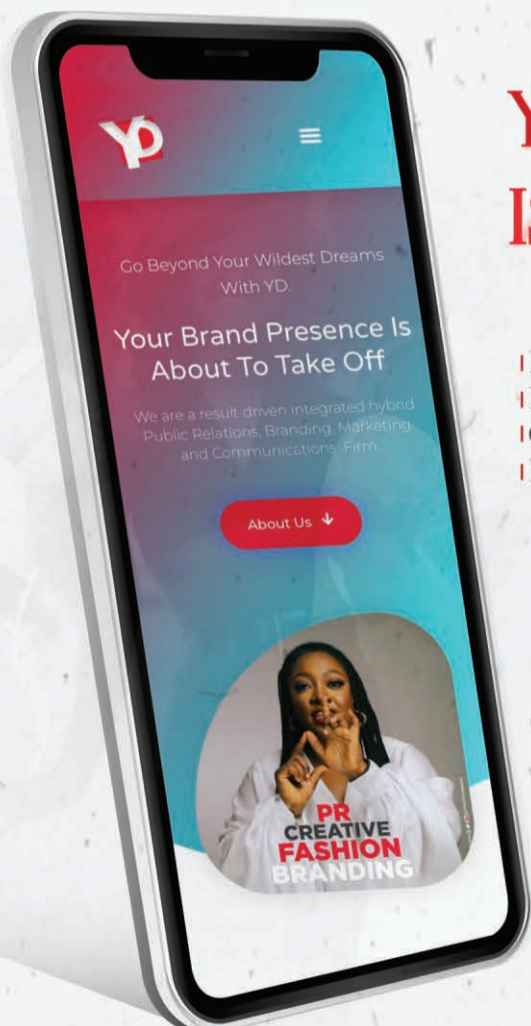 YD
Go Beyond Your Wildest Dreams
With YD.
Your Brand Presence Is
About To Take Off
We are a result driven integrated hybrid
Public Relations, Branding, Marketing
and Communications Firm
About Us
PR
CREATIVE
FASHION
BRANDING